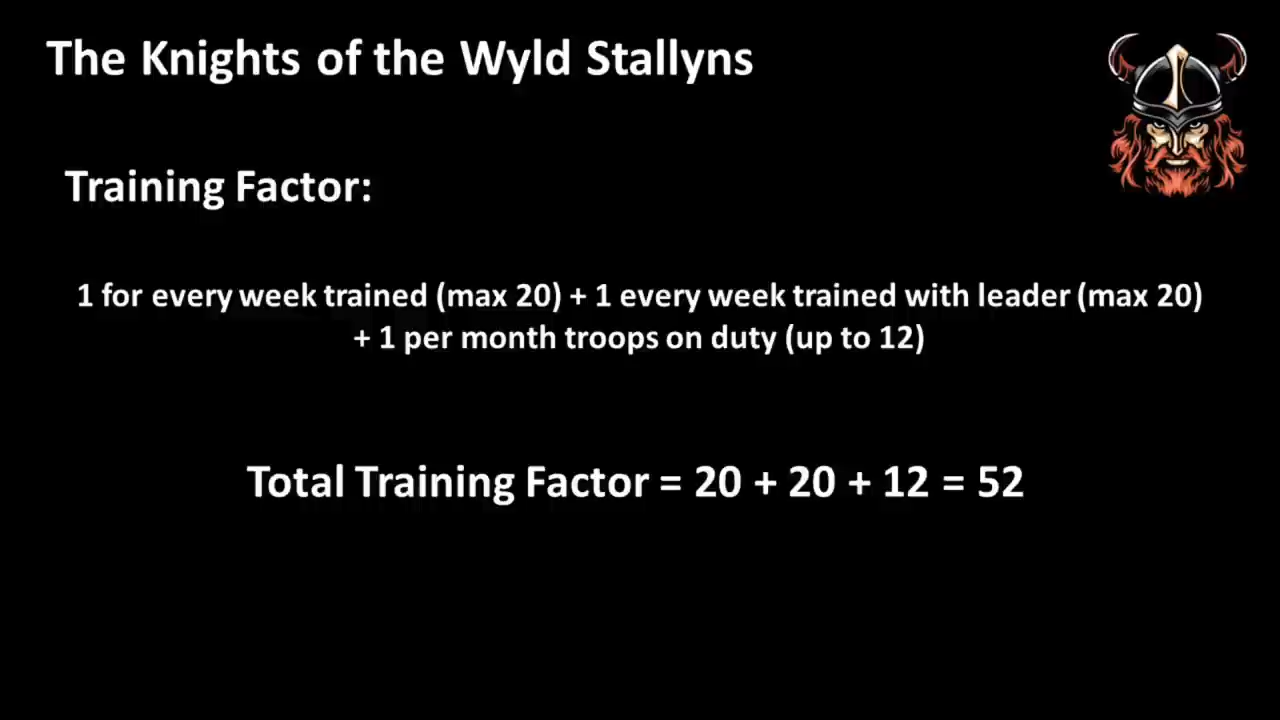 The Knights of the Wyld Stallyns
Training Factor:
1 for every week trained (max 20) + 1 every week trained with leader (max 20)
+ 1 per month troops on duty (up to 12)
Total Training Factor = 20 + 20 + 12 = 52